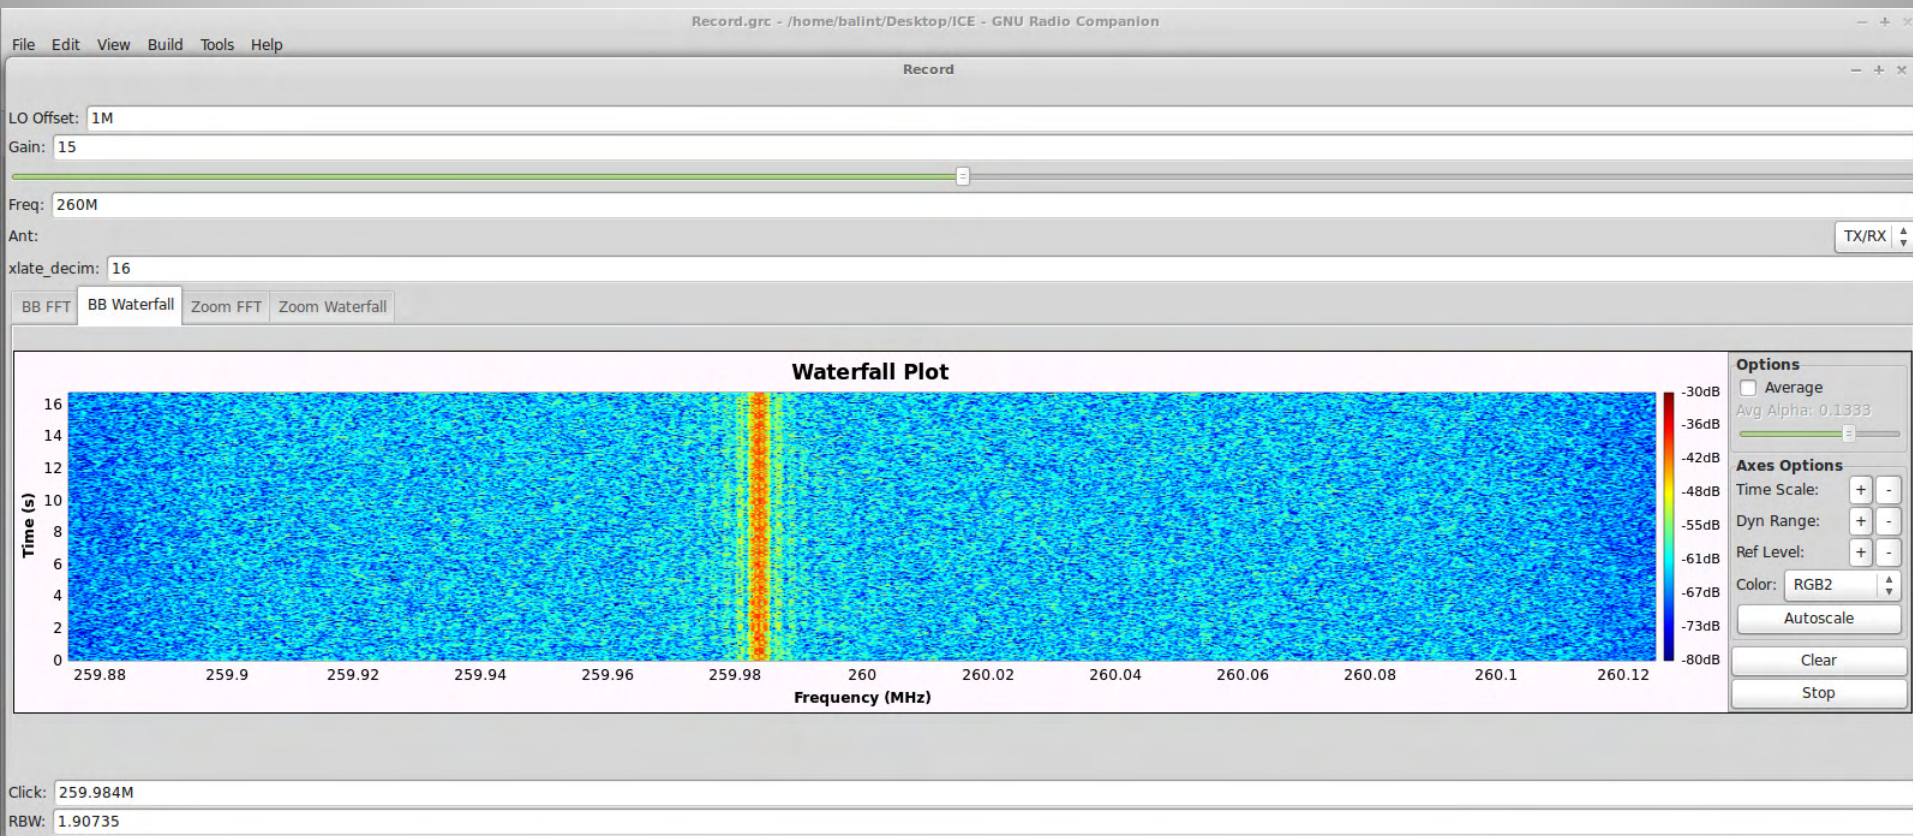 Record.grc - /home/balint/Desktop/ICE - GNU Radio Companion
File Edit View Build Tools Help
Record
LO Offset: 1M
Gain: 15
Freq: 260M
Ant: TX/RX
xlate_decim: 16
BB FFT BB Waterfall Zoom FFT Zoom Waterfall
Waterfall Plot
Time (s)
16
14
12
10
8
6
4
2
0
259.88 259.9 259.92 259.94 259.96 259.98 260 260.02 260.04 260.06 260.08 260.1 260.12
Frequency (MHz)
-30dB
-36dB
-42dB
-48dB
-55dB
-61dB
-67dB
-73dB
-80dB
Options
Average
Avg Alpha: 0.1333
Axes Options
Time Scale: + -
Dyn Range: + -
Ref Level: + -
Color: RGB2
Autoscale
Clear
Stop
Click: 259.984M
RBW: 1.90735